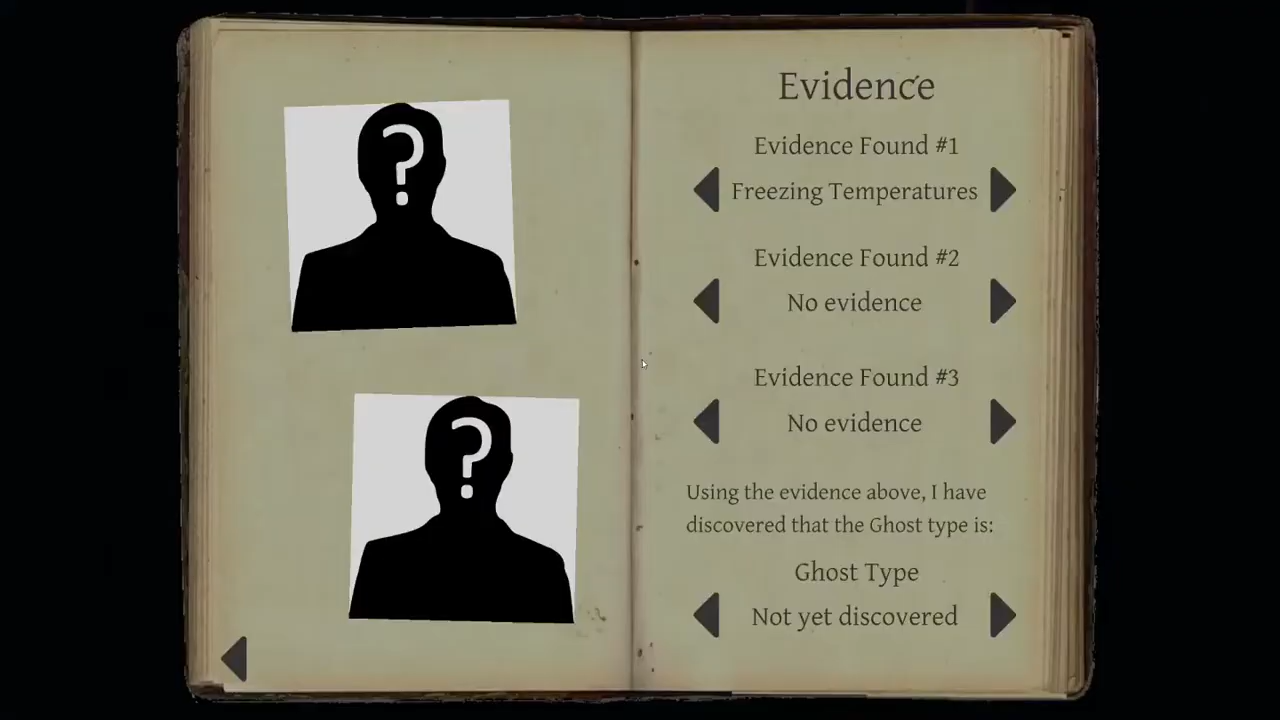 ?
?
Evidence
Evidence Found #1
Freezing Temperatures
Evidence Found #2
No evidence
Evidence Found #3
No evidence
Using the evidence above, I have
discovered that the Ghost type is:
Ghost Type
Not yet discovered